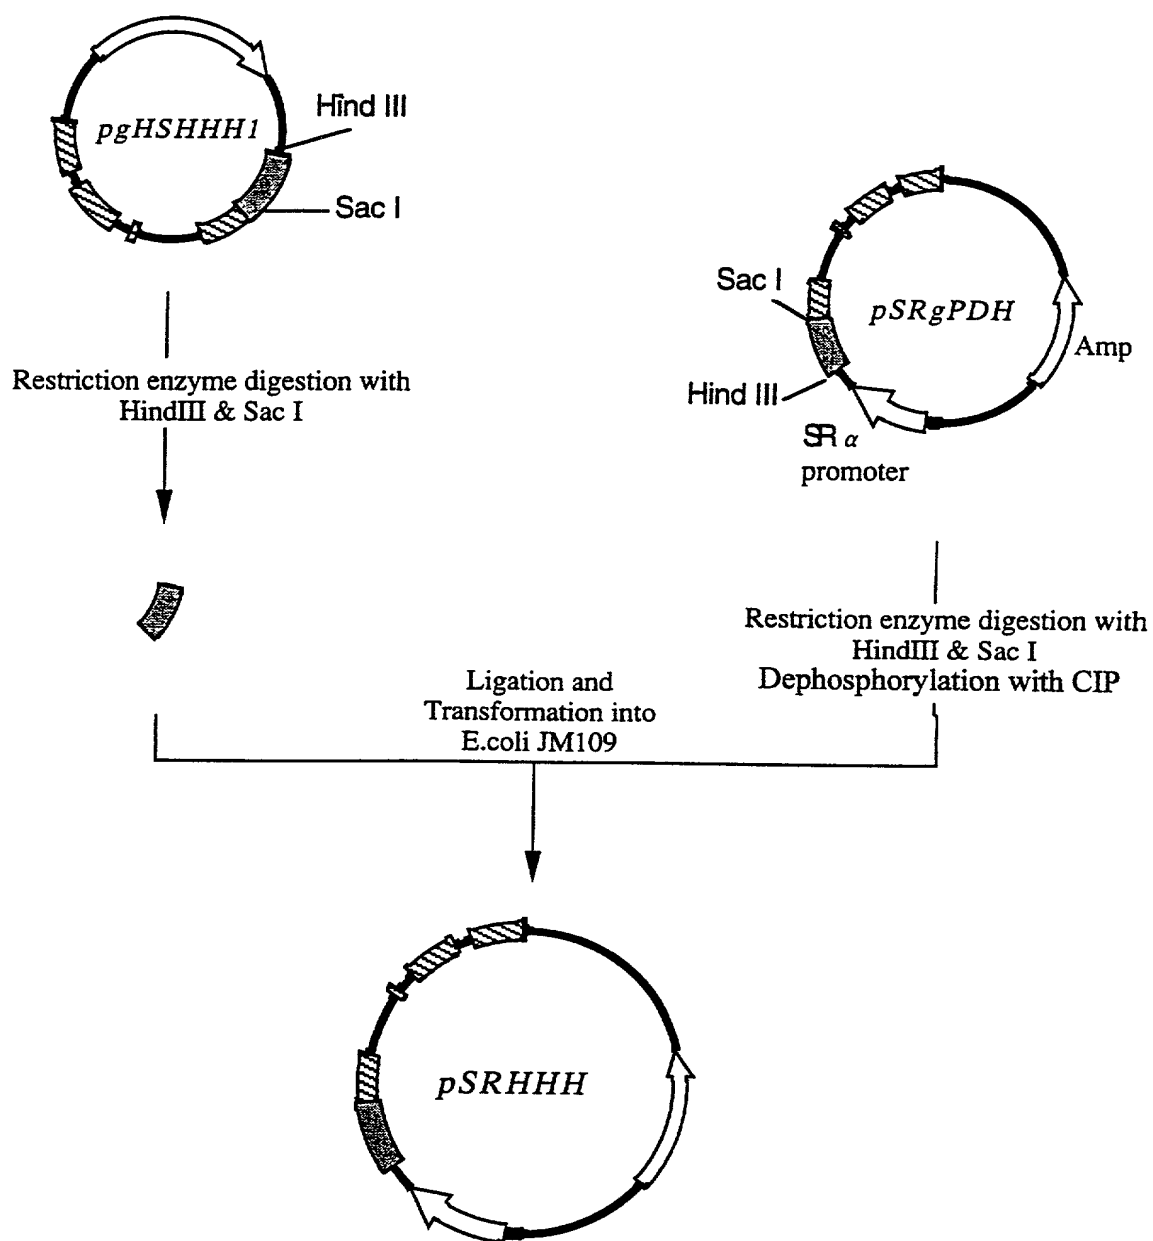 pgHSHHH1
Hind III
Sac I
Restriction enzyme digestion with
HindIII & Sac I
Sac I
pSRgPDH
Amp
Hind III
SR α
promoter
Restriction enzyme digestion with
HindIII & Sac I
Dephosphorylation with CIP
Ligation and
Transformation into
E.coli JM109
pSRHHH